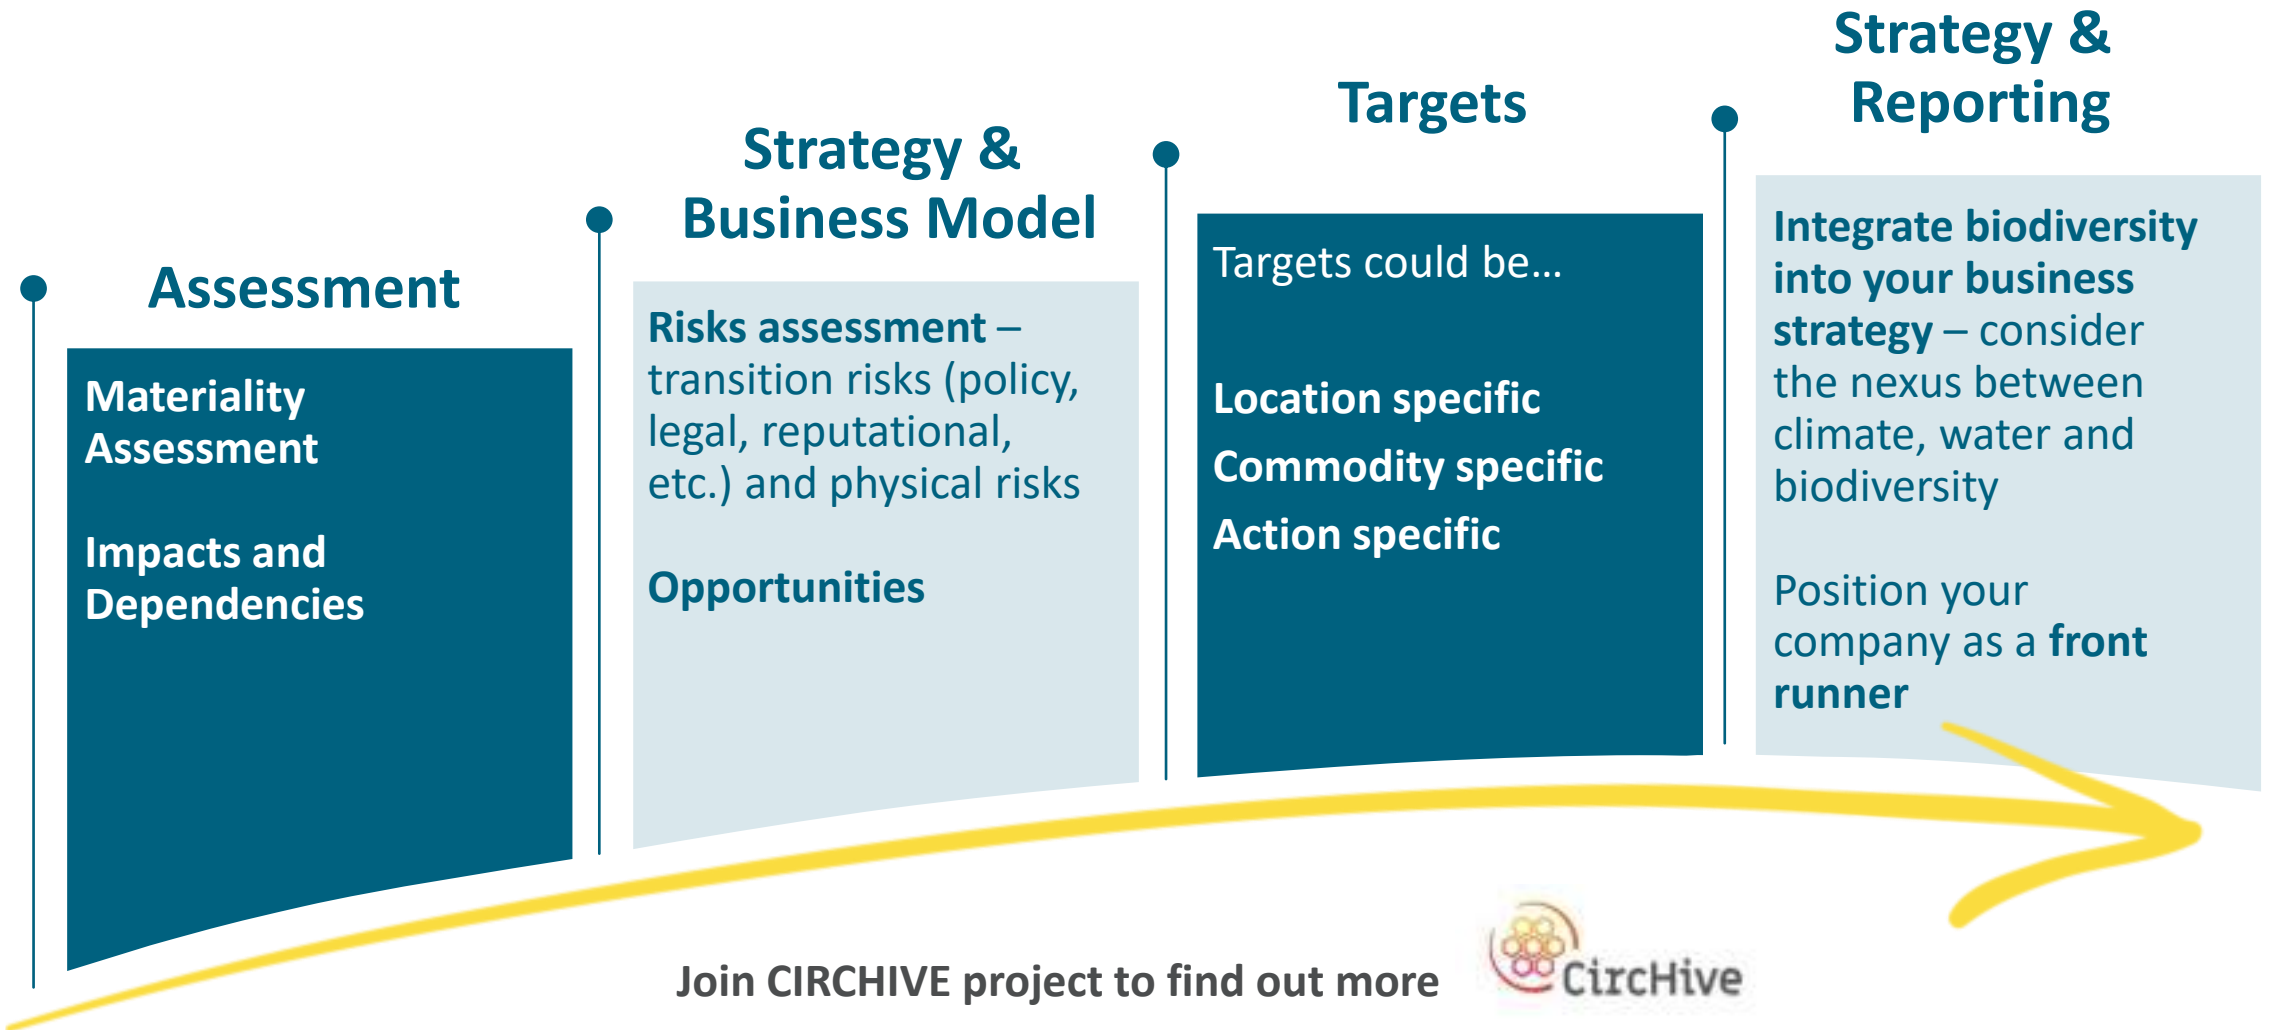 Assessment
Materiality
Assessment
Impacts and
Dependencies
Strategy &
Business Model
Risks assessment –
transition risks (policy,
legal, reputational,
etc.) and physical risks
Opportunities
Targets
Targets could be...
Location specific
Commodity specific
Action specific
Strategy &
Reporting
Integrate biodiversity
into your business
strategy – consider
the nexus between
climate, water and
biodiversity
Position your
company as a front
runner
Join CIRCHIVE project to find out more
CircHive